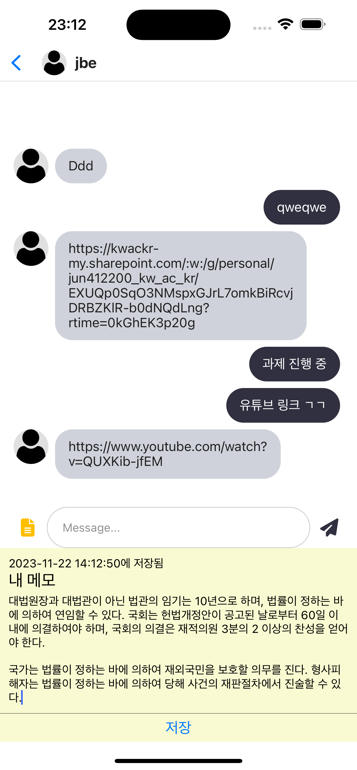 23:12
jbe
Ddd
qweqwe
https://kwackr-
my.sharepoint.com/:w:/g/personal/
jun412200_kw_ac_kr/
EXUQp0SqO3NMspxGJrL7omkBiRcvj
DRBZKlR-b0dNQdLng?
rtime=0kGhEK3p20g
과제 진행 중
유튜브 링크 ㄱㄱ
https://www.youtube.com/watch?
v=QUXKib-jfEM
Message...
2023-11-22 14:12:50에 저장됨
내 메모
대법원장과 대법관이 아닌 법관의 임기는 10년으로 하며, 법률이 정하는 바
에 의하여 연임할 수 있다. 국회는 헌법개정안이 공고된 날로부터 60일 이
내에 의결하여야 하며, 국회의 의결은 재적의원 3분의 2 이상의 찬성을 얻어
야 한다.
국가는 법률이 정하는 바에 의하여 재외국민을 보호할 의무를 진다. 형사피
해자는 법률이 정하는 바에 의하여 당해 사건의 재판절차에서 진술할 수 있
다.
저장